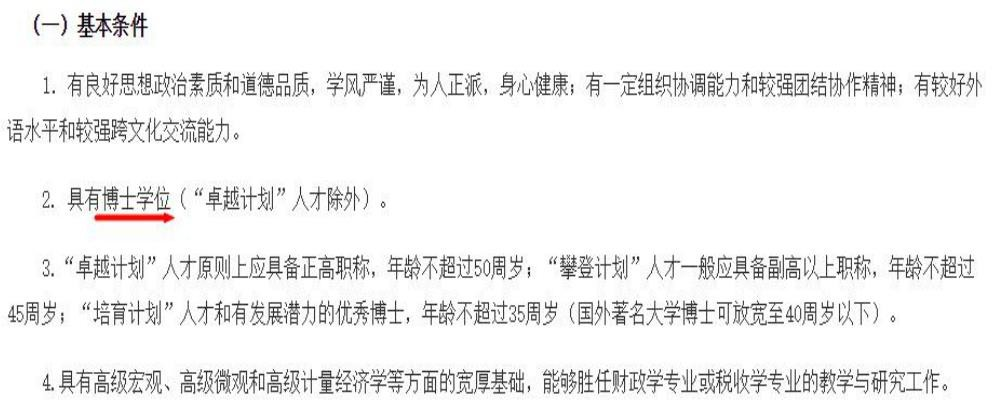 （一）基本条件
1. 有良好思想政治素质和道德品质，学风严谨，为人正派，身心健康；有一定组织协调能力和较强团结协作精神；有较好外
语水平和较强跨文化交流能力。
2. 具有博士学位（“卓越计划”人才除外）。
3.“卓越计划”人才原则上应具备正高职称，年龄不超过50周岁；“攀登计划”人才一般应具备副高以上职称，年龄不超过
45周岁；“培育计划”人才和有发展潜力的优秀博士，年龄不超过35周岁（国外著名大学博士可放宽至40周岁以下）。
4.具有高级宏观、高级微观和高级计量经济学等方面的宽厚基础，能够胜任财政学专业或税收学专业的教学与研究工作。